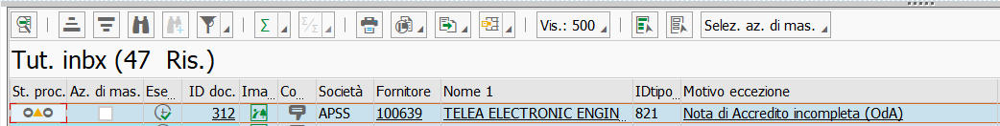 Vis.: 500 Selez. az. di mas.
Tut. inbx (47 Ris.)
St. proc. Az. di mas. Ese... ID doc. Ima... Co... Società Fornitore Nome 1 IDtipo... Motivo eccezione
312 APSS 100639 TELEA ELECTRONIC ENGIN... 821 Nota di Accredito incompleta (OdA)